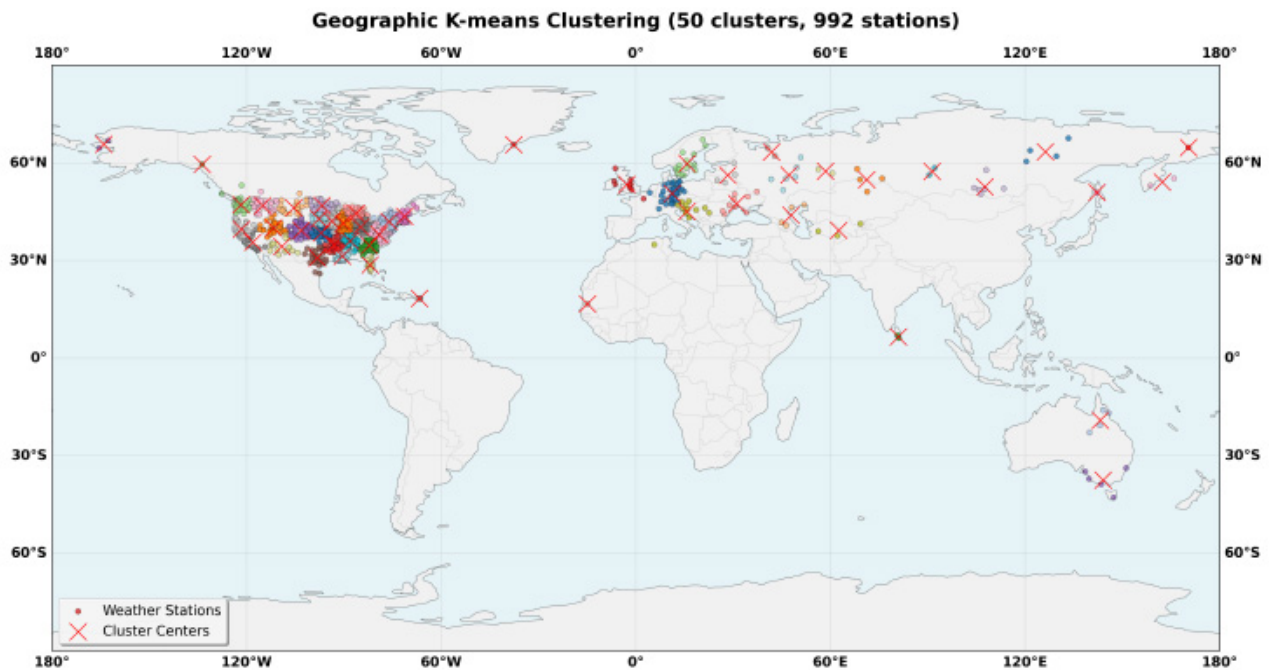 Geographic K-means Clustering (50 clusters, 992 stations)
180° 120°W 60°W 0° 60°E 120°E 180°
60°N 60°N
30°N 30°N
0° 0°
30°S 30°S
60°S 60°S
Weather Stations
Cluster Centers
180° 120°W 60°W 0° 60°E 120°E 180°